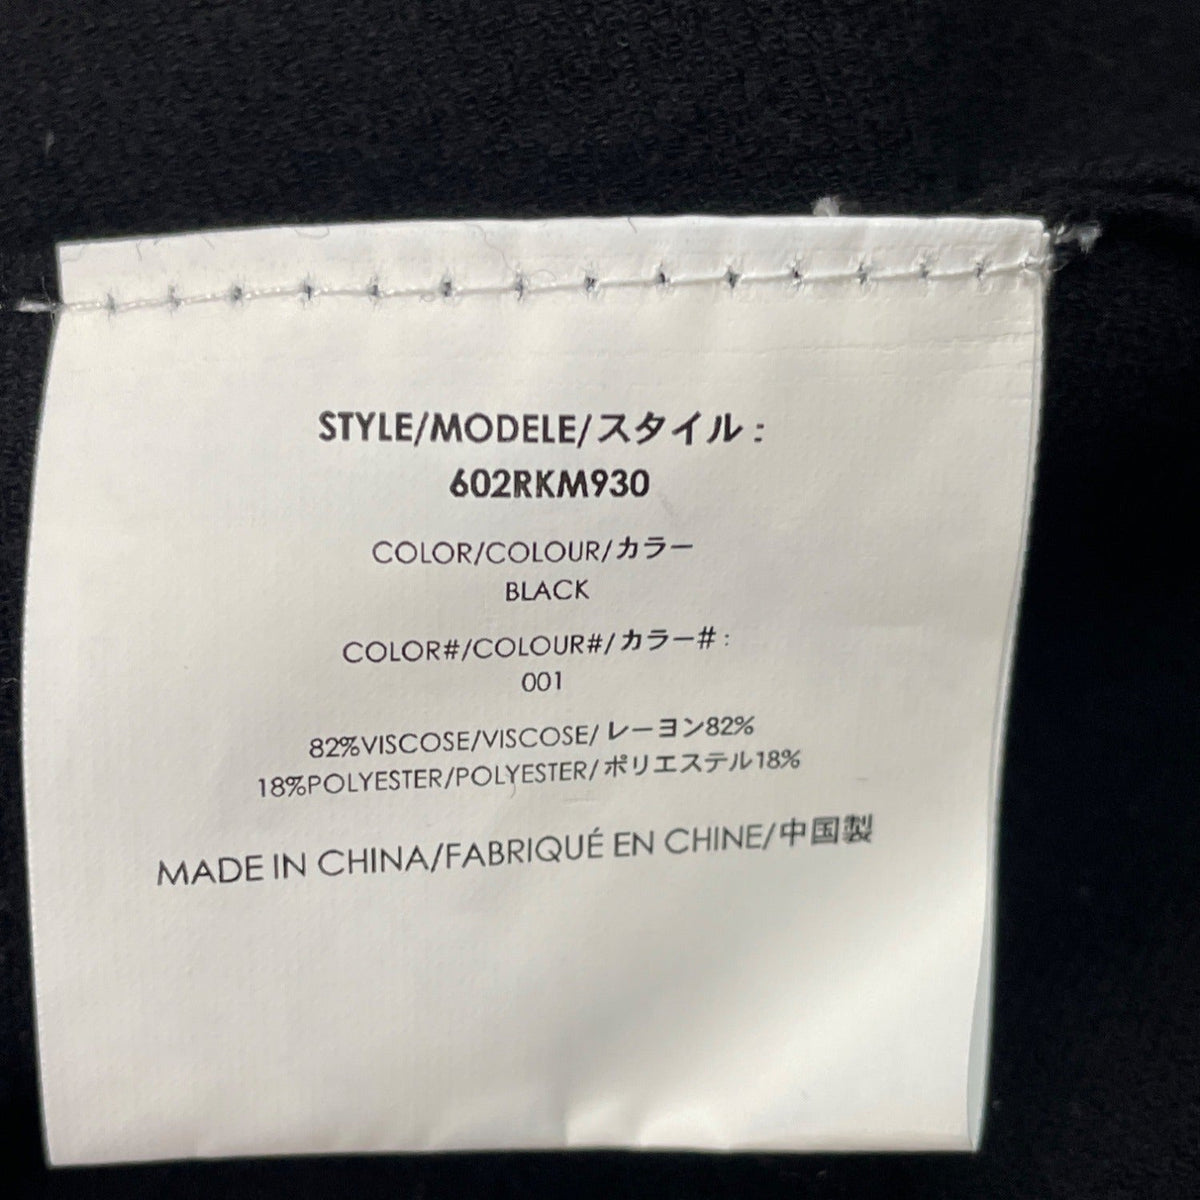 STYLE/MODELE/スタイル :
602RKM930
COLOR/COLOUR/カラー
BLACK
COLOR#/COLOUR#/カラー# :
001
82%VISCOSE/VISCOSE/レーヨン82%
18%POLYESTER/POLYESTER/ポリエステル18%
MADE IN CHINA/FABRIQUÉ EN CHINE/中国製